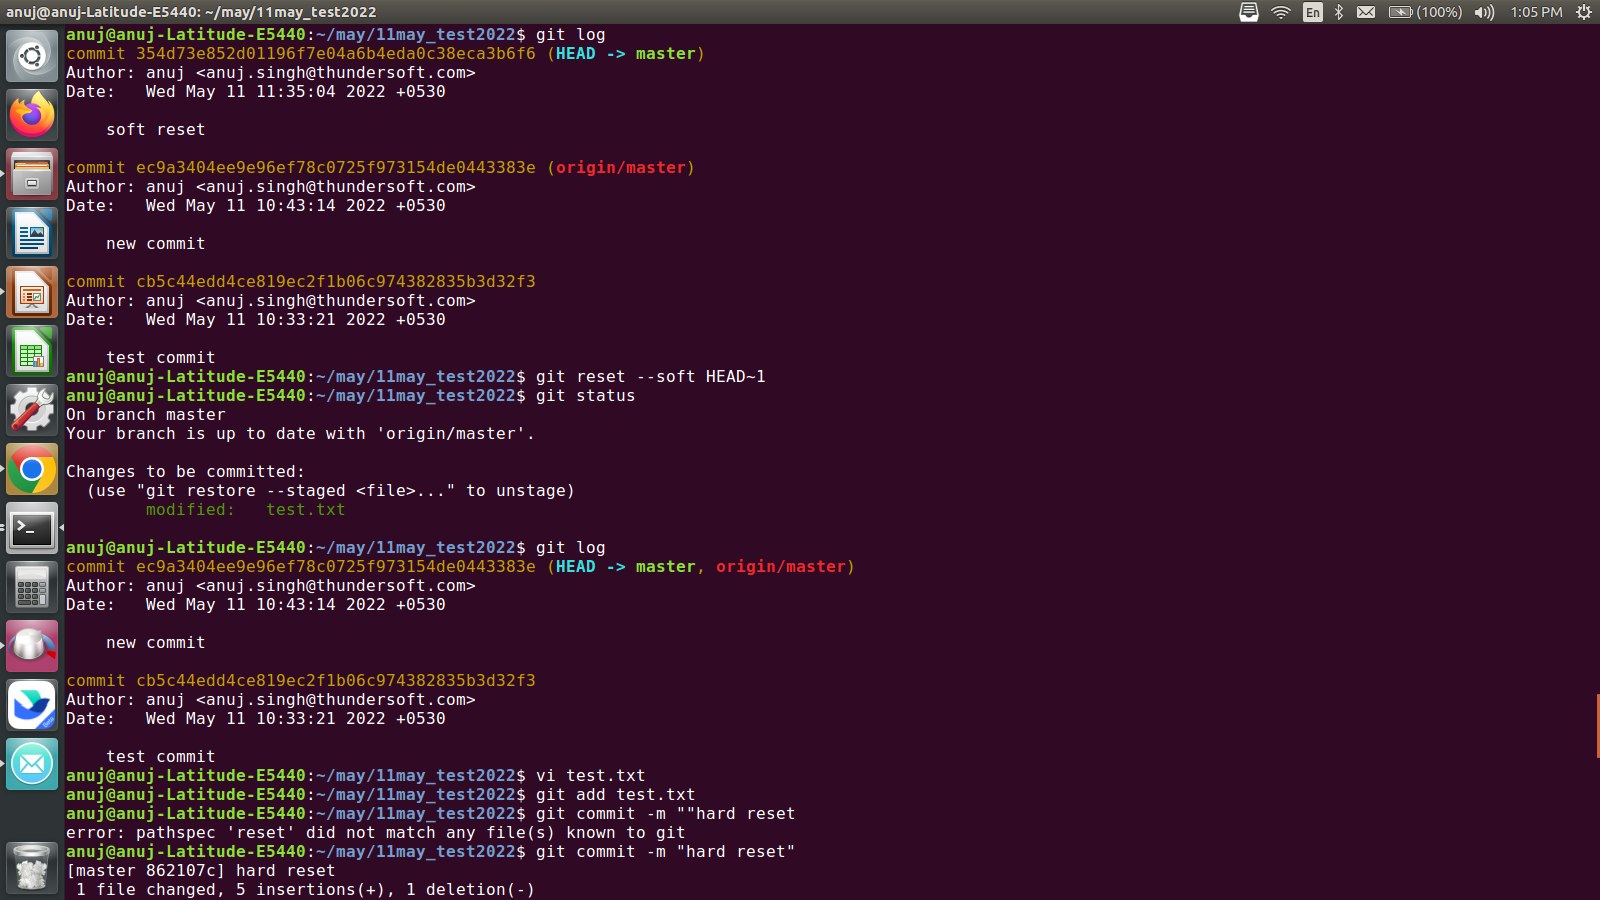 anuj@anuj-Latitude-E5440: ~/may/11may_test2022
En
(100%)
1:05 PM
anuj@anuj-Latitude-E5440:~/may/11may_test2022$ git log
commit 354d73e852d01196f7e04a6b4eda0c38eca3b6f6 (HEAD -> master)
Author: anuj <anuj.singh@thundersoft.com>
Date:   Wed May 11 11:35:04 2022 +0530
    soft reset
commit ec9a3404ee9e96ef78c0725f973154de0443383e (origin/master)
Author: anuj <anuj.singh@thundersoft.com>
Date:   Wed May 11 10:43:14 2022 +0530
    new commit
commit cb5c44edd4ce819ec2f1b06c974382835b3d32f3
Author: anuj <anuj.singh@thundersoft.com>
Date:   Wed May 11 10:33:21 2022 +0530
    test commit
anuj@anuj-Latitude-E5440:~/may/11may_test2022$ git reset --soft HEAD~1
anuj@anuj-Latitude-E5440:~/may/11may_test2022$ git status
On branch master
Your branch is up to date with 'origin/master'.
Changes to be committed:
  (use "git restore --staged <file>..." to unstage)
        modified:   test.txt
anuj@anuj-Latitude-E5440:~/may/11may_test2022$ git log
commit ec9a3404ee9e96ef78c0725f973154de0443383e (HEAD -> master, origin/master)
Author: anuj <anuj.singh@thundersoft.com>
Date:   Wed May 11 10:43:14 2022 +0530
    new commit
commit cb5c44edd4ce819ec2f1b06c974382835b3d32f3
Author: anuj <anuj.singh@thundersoft.com>
Date:   Wed May 11 10:33:21 2022 +0530
    test commit
anuj@anuj-Latitude-E5440:~/may/11may_test2022$ vi test.txt
anuj@anuj-Latitude-E5440:~/may/11may_test2022$ git add test.txt
anuj@anuj-Latitude-E5440:~/may/11may_test2022$ git commit -m ""hard reset
error: pathspec 'reset' did not match any file(s) known to git
anuj@anuj-Latitude-E5440:~/may/11may_test2022$ git commit -m "hard reset"
[master 862107c] hard reset
 1 file changed, 5 insertions(+), 1 deletion(-)